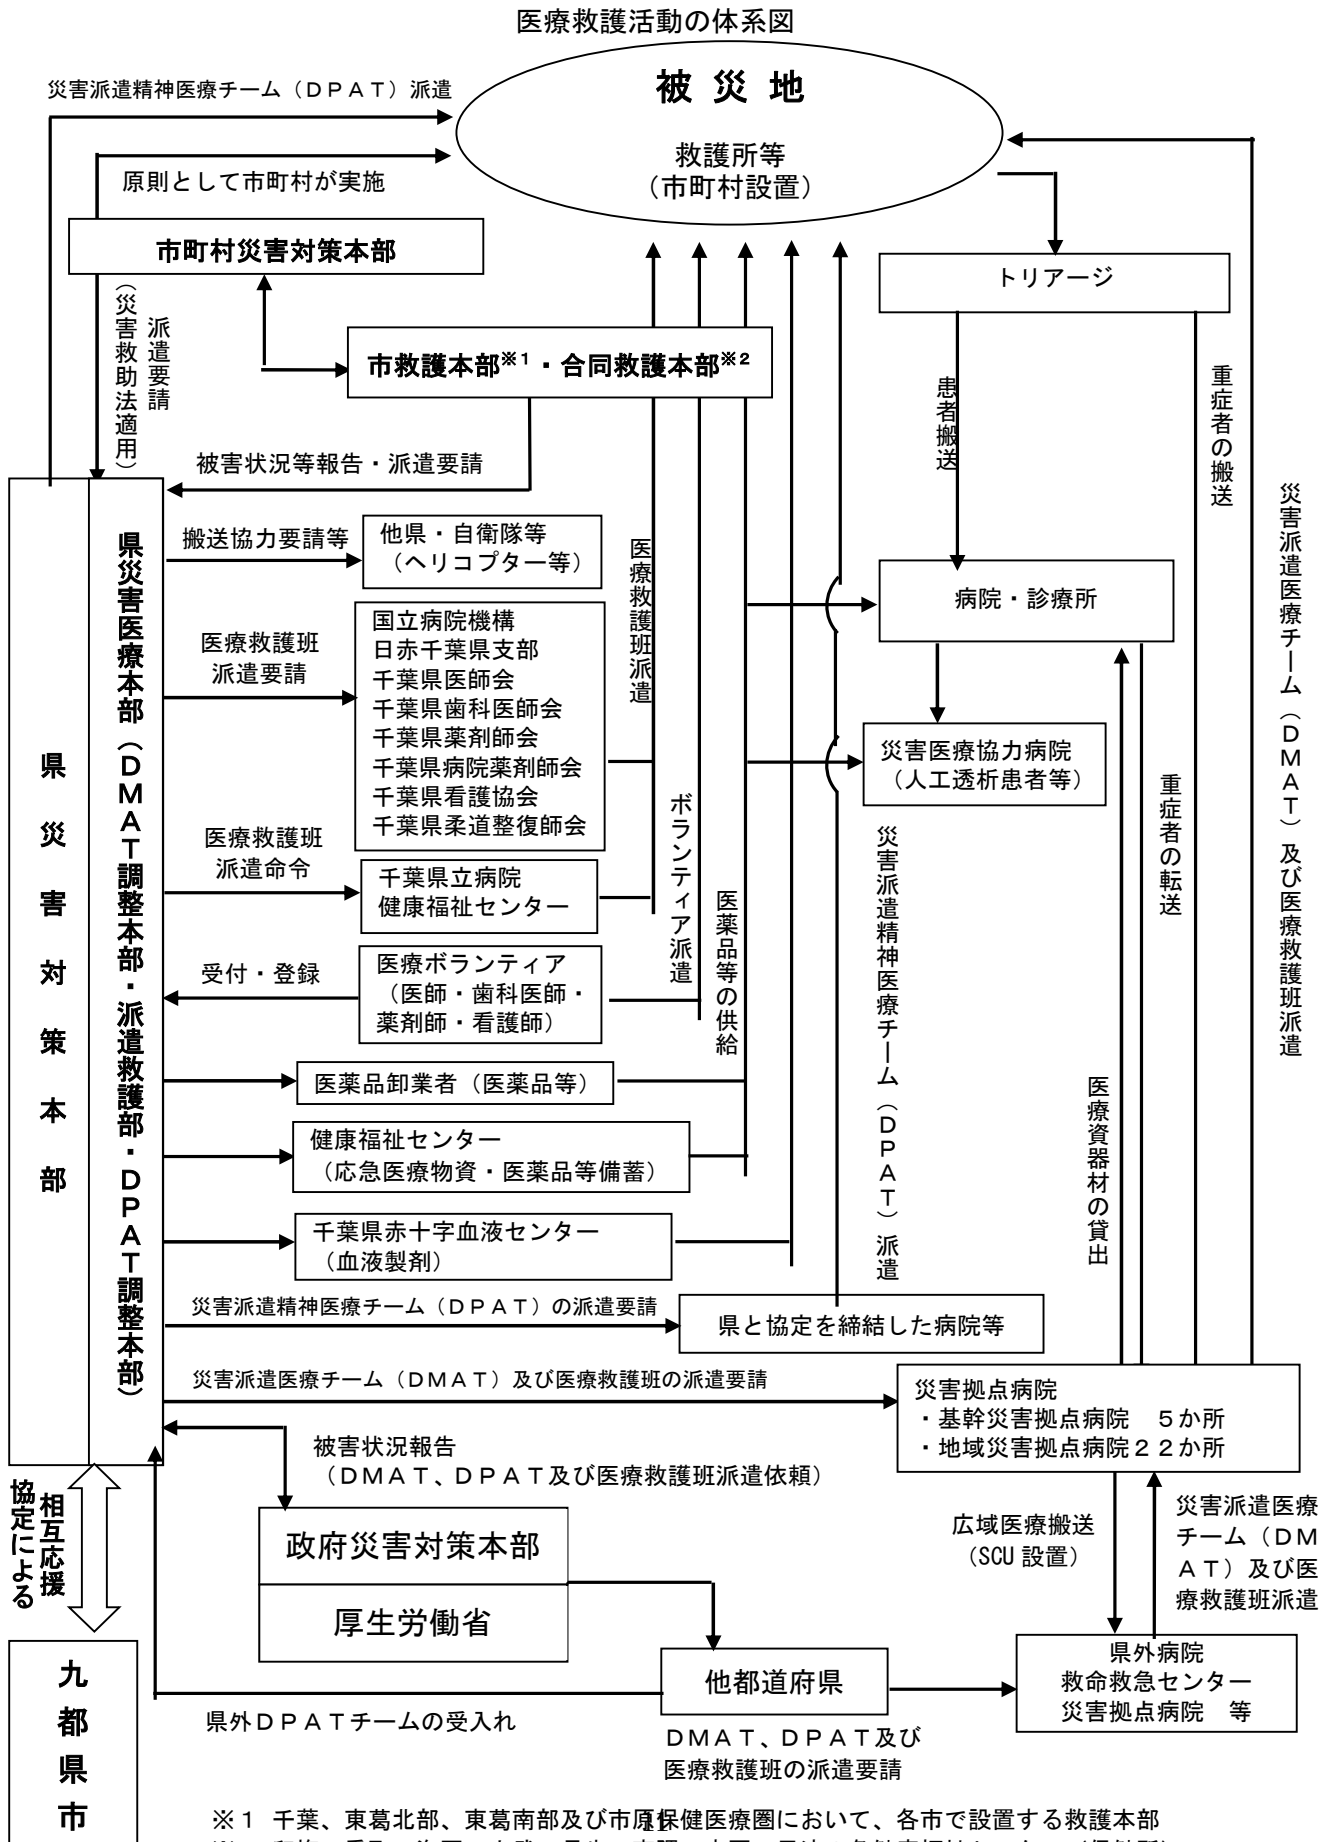 医療救護活動の体系図
被災地
救護所等
（市町村設置）
災害派遣精神医療チーム（ＤＰＡＴ）派遣
原則として市町村が実施
市町村災害対策本部
派遣要請
（災害救助法適用）
市救護本部※1・合同救護本部※2
被害状況等報告・派遣要請
トリアージ
患者搬送
重症者の搬送
災害派遣医療チーム（ＤＭＡＴ）及び医療救護班派遣
県災害対策本部
県災害医療本部（ＤＭＡＴ調整本部・派遣救護部・ＤＰＡＴ調整本部）
搬送協力要請等
他県・自衛隊等
（ヘリコプター等）
医療救護班
派遣要請
国立病院機構
日赤千葉県支部
千葉県医師会
千葉県歯科医師会
千葉県薬剤師会
千葉県病院薬剤師会
千葉県看護協会
千葉県柔道整復師会
医療救護班派遣
医療救護班
派遣命令
千葉県立病院
健康福祉センター
ボランティア派遣
受付・登録
医療ボランティア
（医師・歯科医師・
薬剤師・看護師）
医薬品等の供給
医薬品卸業者（医薬品等）
健康福祉センター
（応急医療物資・医薬品等備蓄）
千葉県赤十字血液センター
（血液製剤）
病院・診療所
災害医療協力病院
（人工透析患者等）
災害派遣精神医療チーム（ＤＰＡＴ）派遣
重症者の転送
医療資器材の貸出
災害派遣精神医療チーム（ＤＰＡＴ）の派遣要請
県と協定を締結した病院等
災害派遣医療チーム（ＤＭＡＴ）及び医療救護班の派遣要請
災害拠点病院
・基幹災害拠点病院　５か所
・地域災害拠点病院２２か所
被害状況報告
（ＤＭＡＴ、ＤＰＡＴ及び医療救護班派遣依頼）
政府災害対策本部
厚生労働省
相互応援
協定による
九都県市
広域医療搬送
（SCU 設置）
災害派遣医療
チーム（ＤＭ
ＡＴ）及び医
療救護班派遣
他都道府県
県外病院
救命救急センター
災害拠点病院　等
県外ＤＰＡＴチームの受入れ
ＤＭＡＴ、ＤＰＡＴ及び
医療救護班の派遣要請
※１　千葉、東葛北部、東葛南部及び市原保健医療圏において、各市で設置する救護本部
11